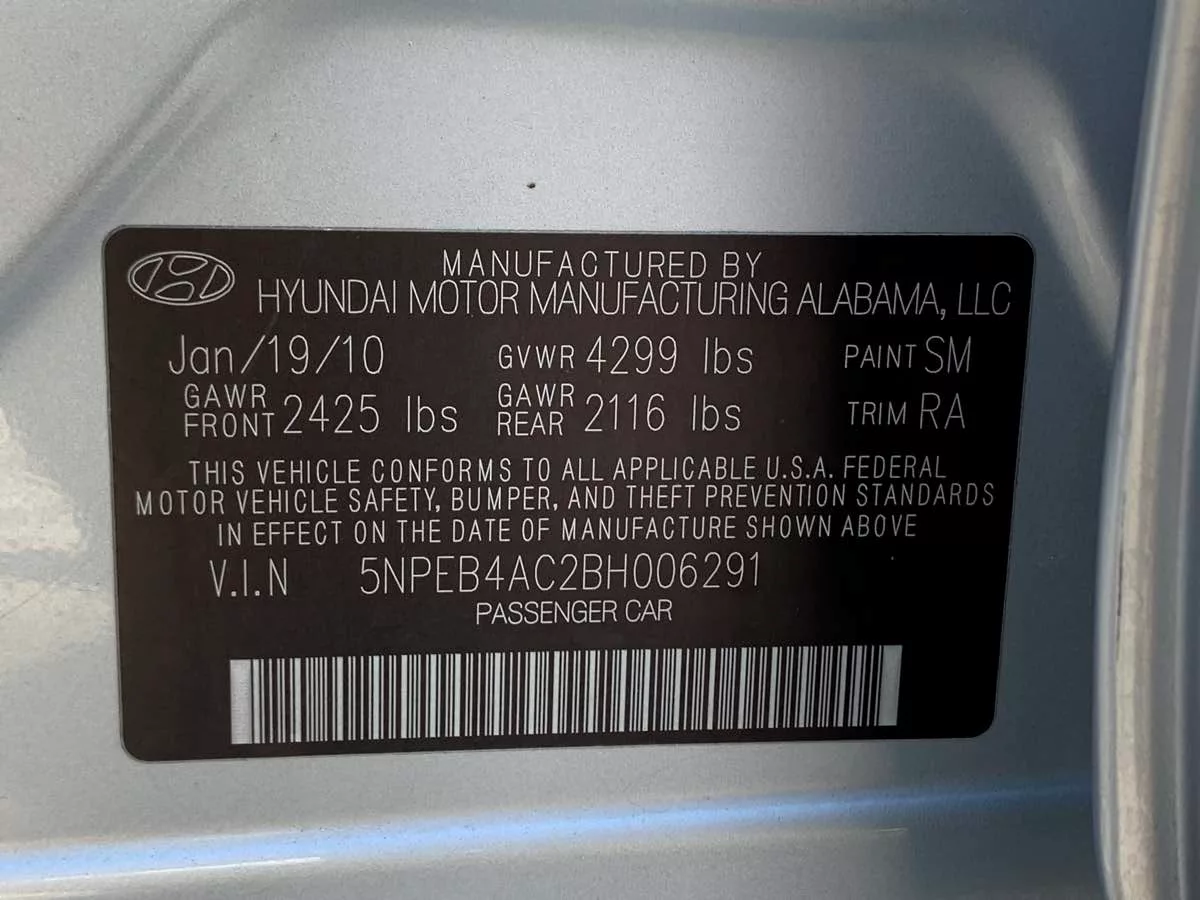 MANUFACTURED BY
HYUNDAI MOTOR MANUFACTURING ALABAMA, LLC
Jan/19/10 GVWR 4299 lbs PAINT SM
GAWR FRONT 2425 lbs GAWR REAR 2116 lbs TRIM RA
THIS VEHICLE CONFORMS TO ALL APPLICABLE U.S.A. FEDERAL
MOTOR VEHICLE SAFETY, BUMPER, AND THEFT PREVENTION STANDARDS
IN EFFECT ON THE DATE OF MANUFACTURE SHOWN ABOVE
V.I.N 5NPEB4AC2BH006291
PASSENGER CAR